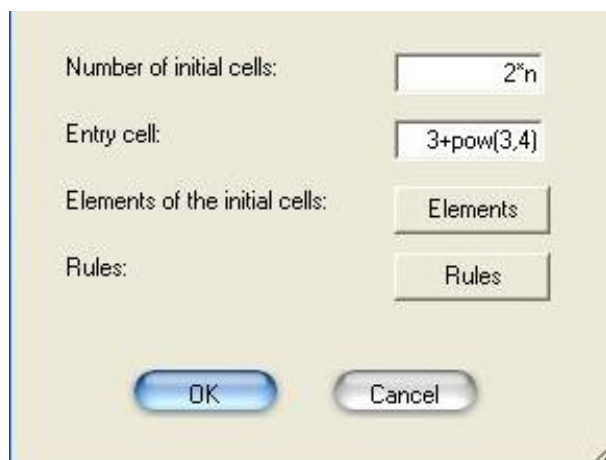 Number of initial cells: 2*n
Entry cell: 3+pow(3,4)
Elements of the initial cells: Elements
Rules: Rules
OK Cancel